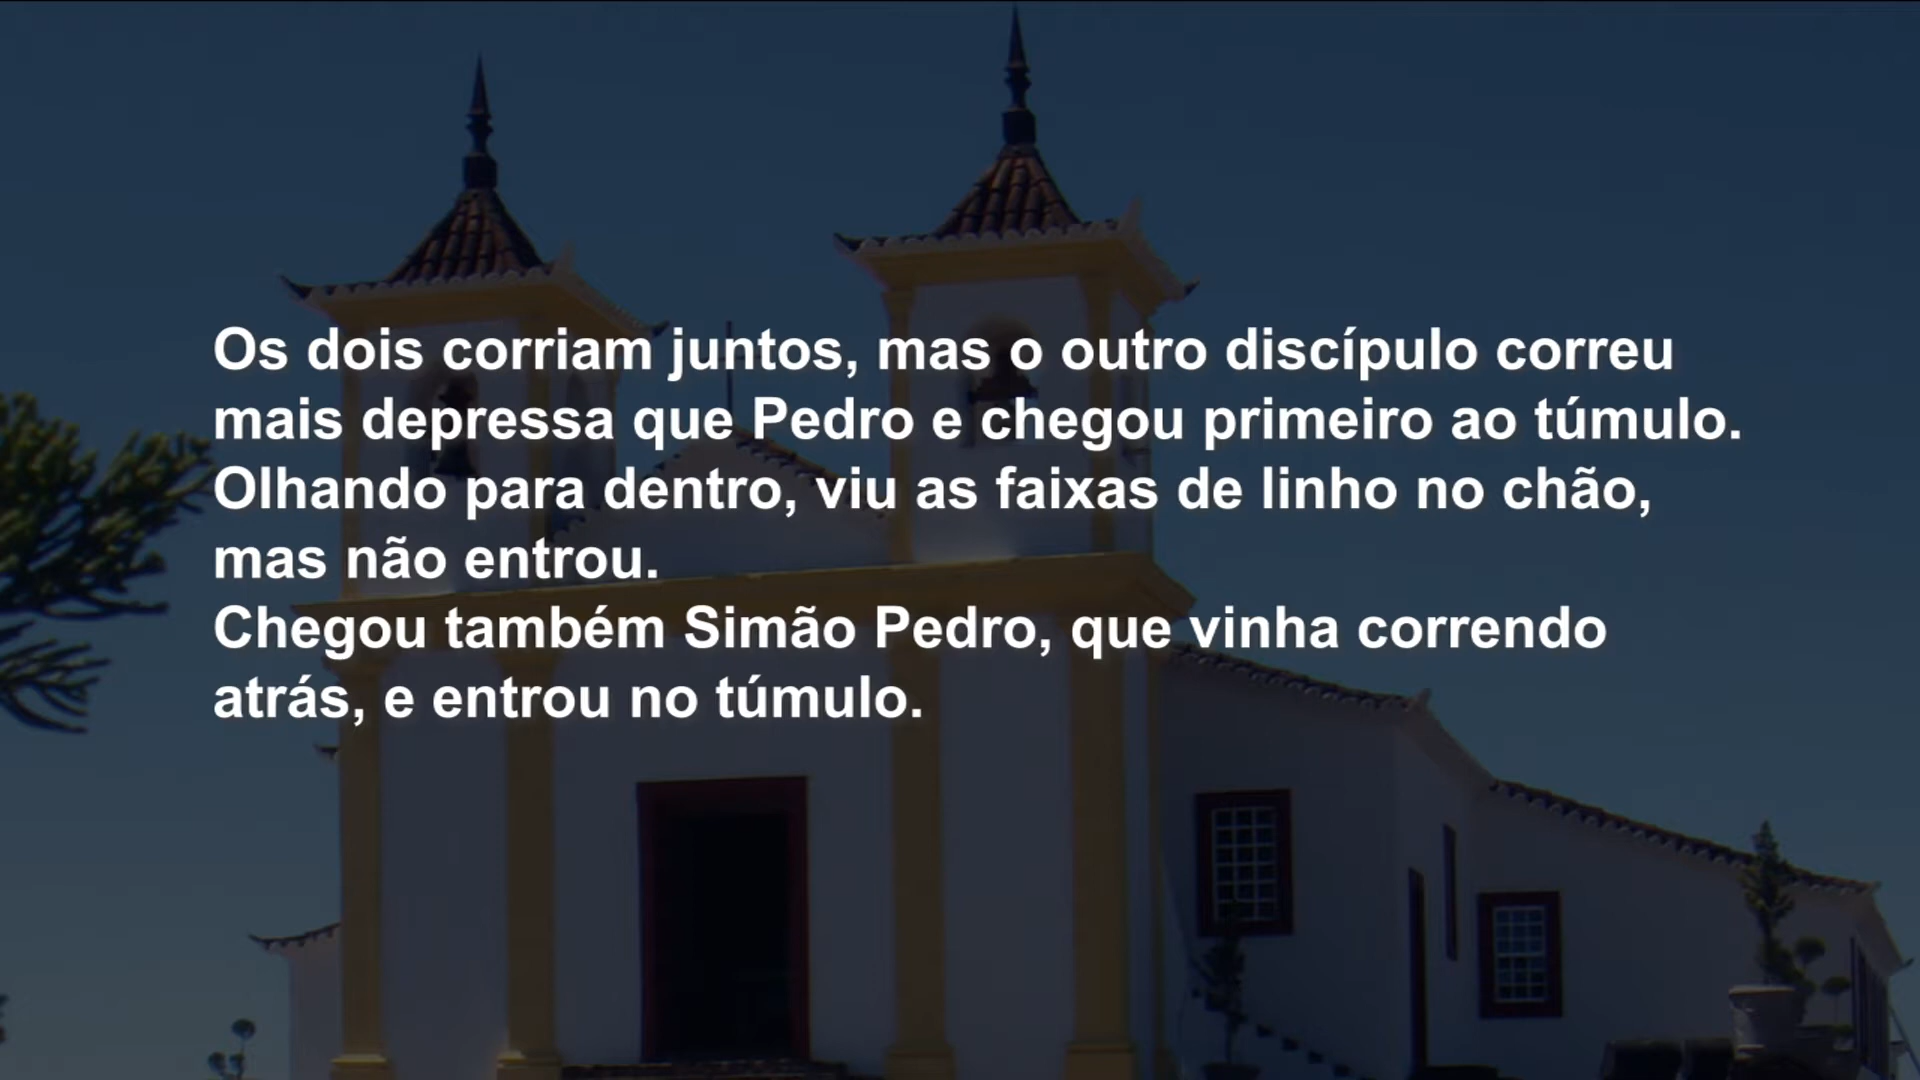 Os dois corriam juntos, mas o outro discípulo correu
mais depressa que Pedro e chegou primeiro ao túmulo.
Olhando para dentro, viu as faixas de linho no chão,
mas não entrou.
Chegou também Simão Pedro, que vinha correndo
atrás, e entrou no túmulo.